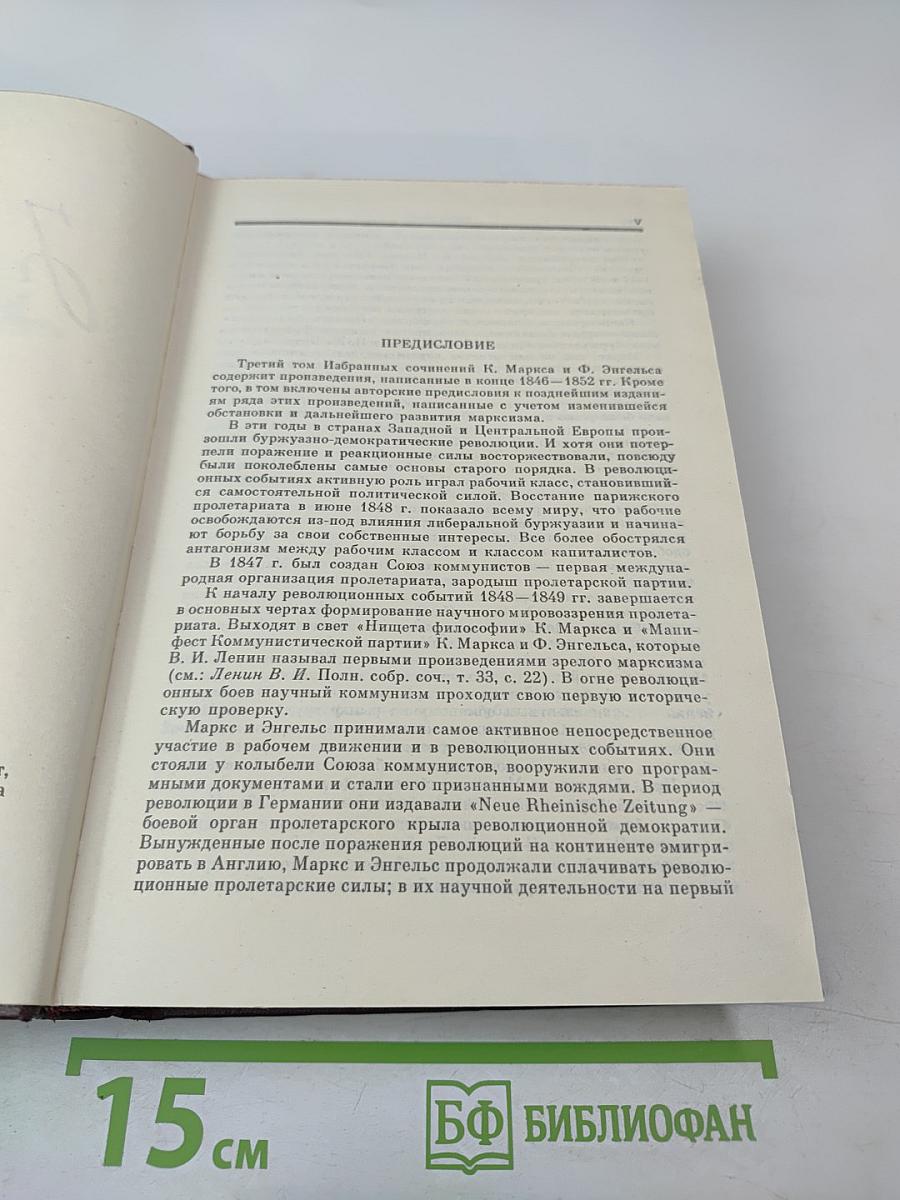 V
ПРЕДИСЛОВИЕ
Третий том Избранных сочинений К. Маркса и Ф. Энгельса
содержит произведения, написанные в конце 1846—1852 гг. Кроме
того, в том включены авторские предисловия к позднейшим издани-
ям ряда этих произведений, написанные с учетом изменившейся
обстановки и дальнейшего развития марксизма.
В эти годы в странах Западной и Центральной Европы прои-
зошли буржуазно-демократические революции. И хотя они потер-
пели поражение и реакционные силы восторжествовали, повсюду
были поколеблены самые основы старого порядка. В революци-
онных событиях активную роль играл рабочий класс, становивший-
ся самостоятельной политической силой. Восстание парижского
пролетариата в июне 1848 г. показало всему миру, что рабочие
освобождаются из-под влияния либеральной буржуазии и начина-
ют борьбу за свои собственные интересы. Все более обострялся
антагонизм между рабочим классом и классом капиталистов.
В 1847 г. был создан Союз коммунистов — первая междуна-
родная организация пролетариата, зародыш пролетарской партии.
К началу революционных событий 1848—1849 гг. завершается
в основных чертах формирование научного мировоззрения пролета-
риата. Выходят в свет «Нищета философии» К. Маркса и «Мани-
фест Коммунистической партии» К. Маркса и Ф. Энгельса, которые
В. И. Ленин называл первыми произведениями зрелого марксизма
(см.: Ленин В. И. Полн. собр. соч., т. 33, с. 22). В огне революци-
онных боев научный коммунизм проходит свою первую историче-
скую проверку.
Маркс и Энгельс принимали самое активное непосредственное
участие в рабочем движении и в революционных событиях. Они
стояли у колыбели Союза коммунистов, вооружили его програм-
мными документами и стали его признанными вождями. В период
революции в Германии они издавали «Neue Rheinische Zeitung» —
боевой орган пролетарского крыла революционной демократии.
Вынужденные после поражения революций на континенте эмигри-
ровать в Англию, Маркс и Энгельс продолжали сплачивать револю-
ционные пролетарские силы; в их научной деятельности на первый
15 см
БФ БИБЛИОФАН